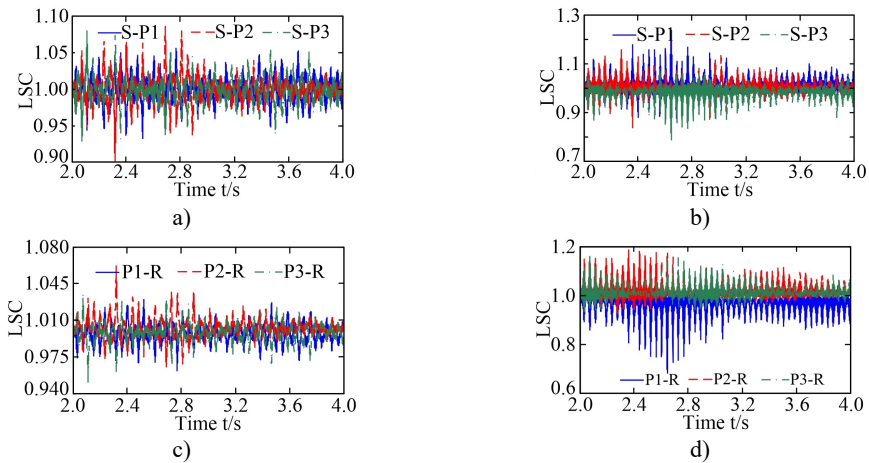 1.10
S-P1 S-P2 S-P3
1.05
LSC
1.00
0.95
0.90
2.0 2.4 2.8 3.2 3.6 4.0
Time t/s
a)
1.3
S-P1 S-P2 S-P3
1.1
LSC
0.9
0.7
2.0 2.4 2.8 3.2 3.6 4.0
Time t/s
b)
1.080
1.045
P1-R P2-R P3-R
LSC
1.010
0.975
0.940
2.0 2.4 2.8 3.2 3.6 4.0
Time t/s
c)
1.2
LSC
1.0
0.8
P1-R P2-R P3-R
0.6
2.0 2.4 2.8 3.2 3.6 4.0
Time t/s
d)